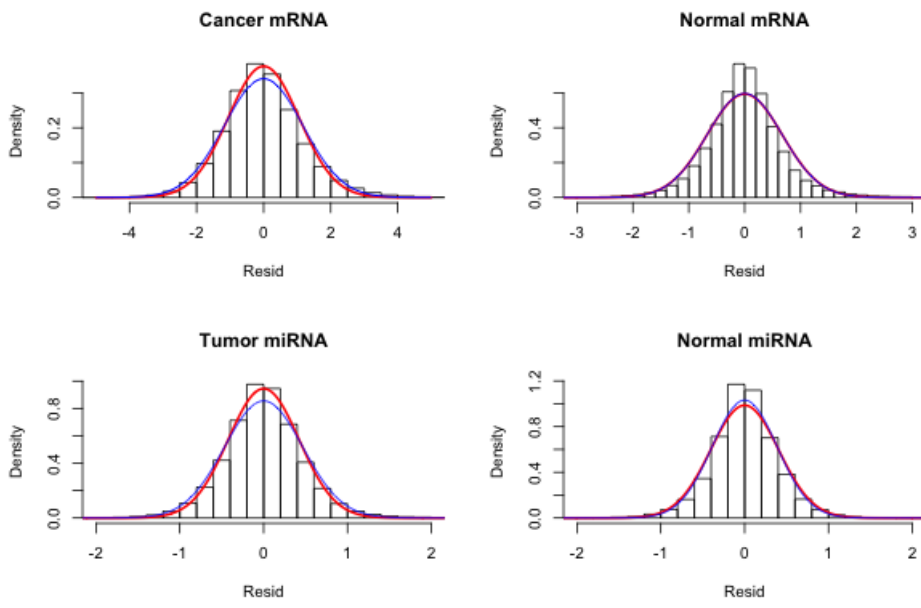 Cancer mRNA
Density
0.2
0.0
-4 -2 0 2 4
Resid
Normal mRNA
Density
0.4
0.0
-3 -2 -1 0 1 2 3
Resid
Tumor miRNA
Density
0.8
0.4
0.0
-2 -1 0 1 2
Resid
Normal miRNA
Density
1.2
0.8
0.4
0.0
-2 -1 0 1 2
Resid